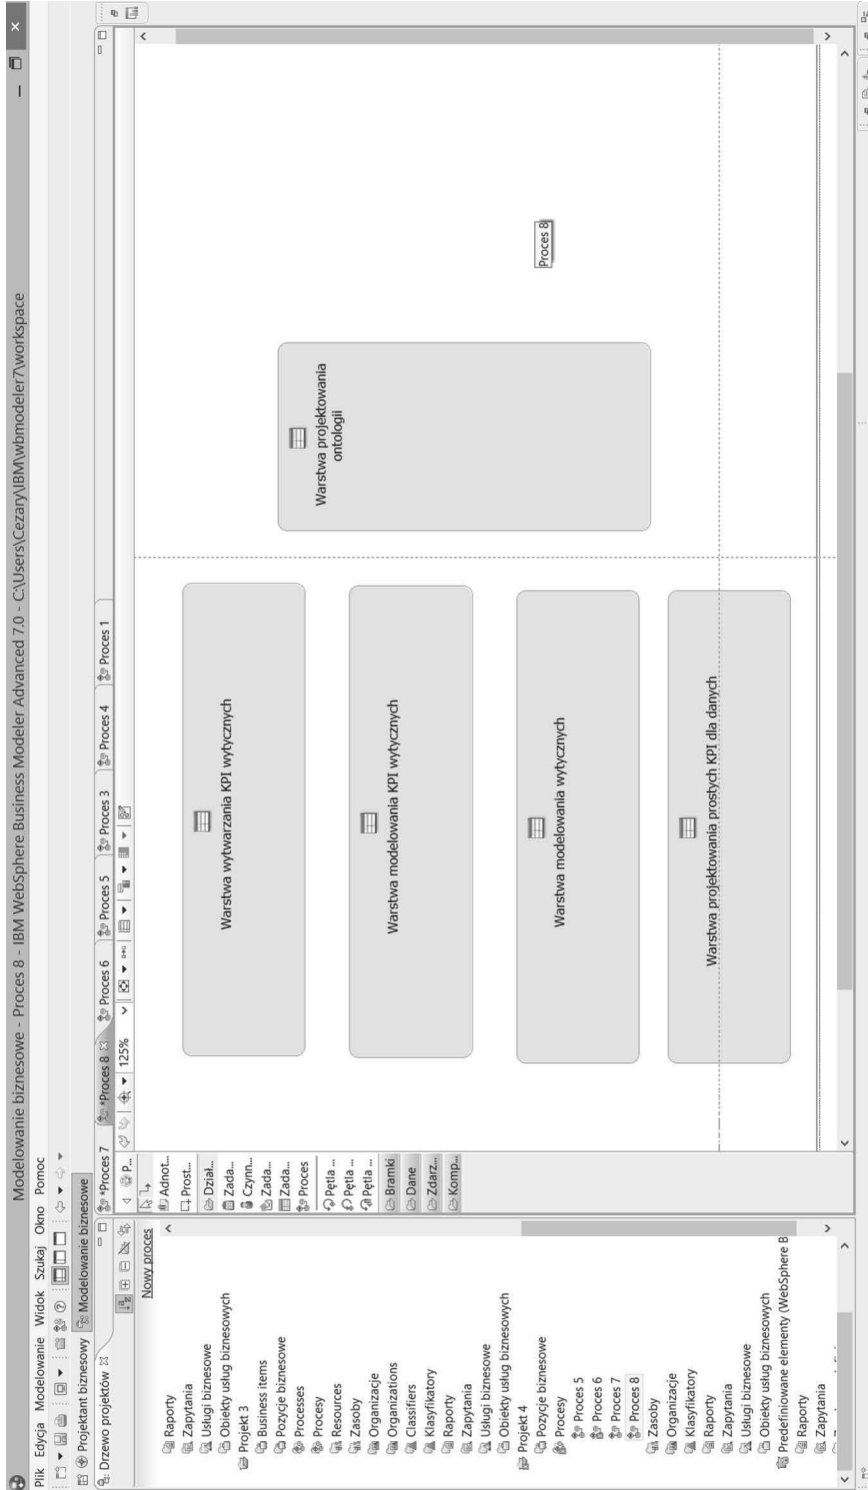 Modelowanie biznesowe - Proces 8 - IBM WebSphere Business Modeler Advanced 7.0 - C:\Users\Cezary\IBM\wbmodeler7\workspace
Plik Edycja Modelowanie Widok Szukaj Okno Pomoc
Projektant biznesowy Modelowanie biznesowe
Drzewo projektów
Nowy proces
Raporty
Zapytania
Usługi biznesowe
Obiekty usług biznesowych
Projekt 3
Business items
Pozycje biznesowe
Processes
Procesy
Resources
Zasoby
Organizacje
Organizations
Classifiers
Klasyfikatory
Raporty
Zapytania
Usługi biznesowe
Obiekty usług biznesowych
Projekt 4
Pozycje biznesowe
Procesy
Proces 5
Proces 6
Proces 7
Proces 8
Zasoby
Organizacje
Klasyfikatory
Raporty
Zapytania
Usługi biznesowe
Obiekty usług biznesowych
Predefiniowane elementy (WebSphere B
Raporty
Zapytania
*Proces 7 *Proces 8 Proces 6 Proces 5 Proces 3 Proces 4 Proces 1
P... 125%
Adnot...
Prost...
Dział...
Zada...
Czynn...
Zada...
Zada...
Proces
Pętla ...
Pętla ...
Pętla ...
Bramki
Dane
Zdarz...
Komp...
Warstwa wytwarzania KPI wytycznych
Warstwa modelowania KPI wytycznych
Warstwa modelowania wytycznych
Warstwa projektowania prostych KPI dla danych
Warstwa projektowania
ontologii
Proces 8